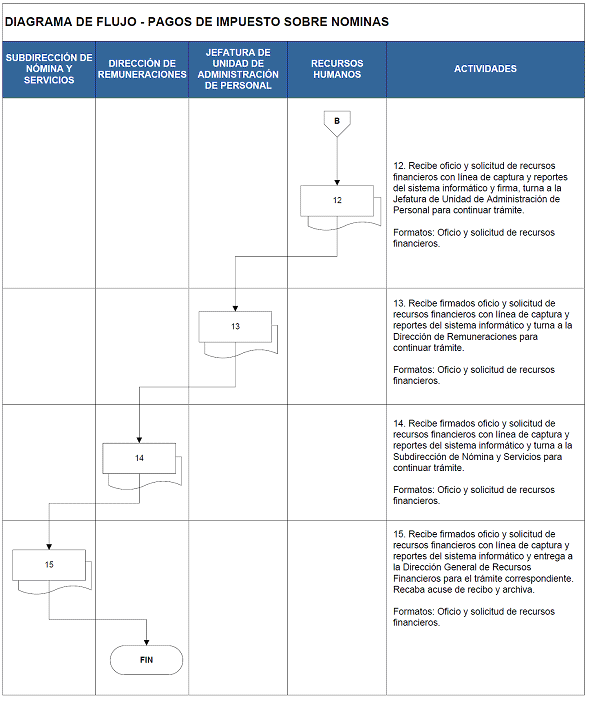 DIAGRAMA DE FLUJO - PAGOS DE IMPUESTO SOBRE NOMINAS
SUBDIRECCIÓN DE
NÓMINA Y
SERVICIOS
DIRECCIÓN DE
REMUNERACIONES
JEFATURA DE
UNIDAD DE
ADMINISTRACIÓN
DE PERSONAL
RECURSOS
HUMANOS
ACTIVIDADES
B
12
12. Recibe oficio y solicitud de recursos
financieros con línea de captura y reportes
del sistema informático y firma, turna a la
Jefatura de Unidad de Administración de
Personal para continuar trámite.
Formatos: Oficio y solicitud de recursos
financieros.
13
13. Recibe firmados oficio y solicitud de
recursos financieros con línea de captura y
reportes del sistema informático y turna a la
Dirección de Remuneraciones para
continuar trámite.
Formatos: Oficio y solicitud de recursos
financieros.
14
14. Recibe firmados oficio y solicitud de
recursos financieros con línea de captura y
reportes del sistema informático y turna a la
Subdirección de Nómina y Servicios para
continuar trámite.
Formatos: Oficio y solicitud de recursos
financieros.
15
15. Recibe firmados oficio y solicitud de
recursos financieros con línea de captura y
reportes del sistema informático y entrega a
la Dirección General de Recursos
Financieros para el trámite correspondiente.
Recaba acuse de recibo y archiva.
Formatos: Oficio y solicitud de recursos
financieros.
FIN